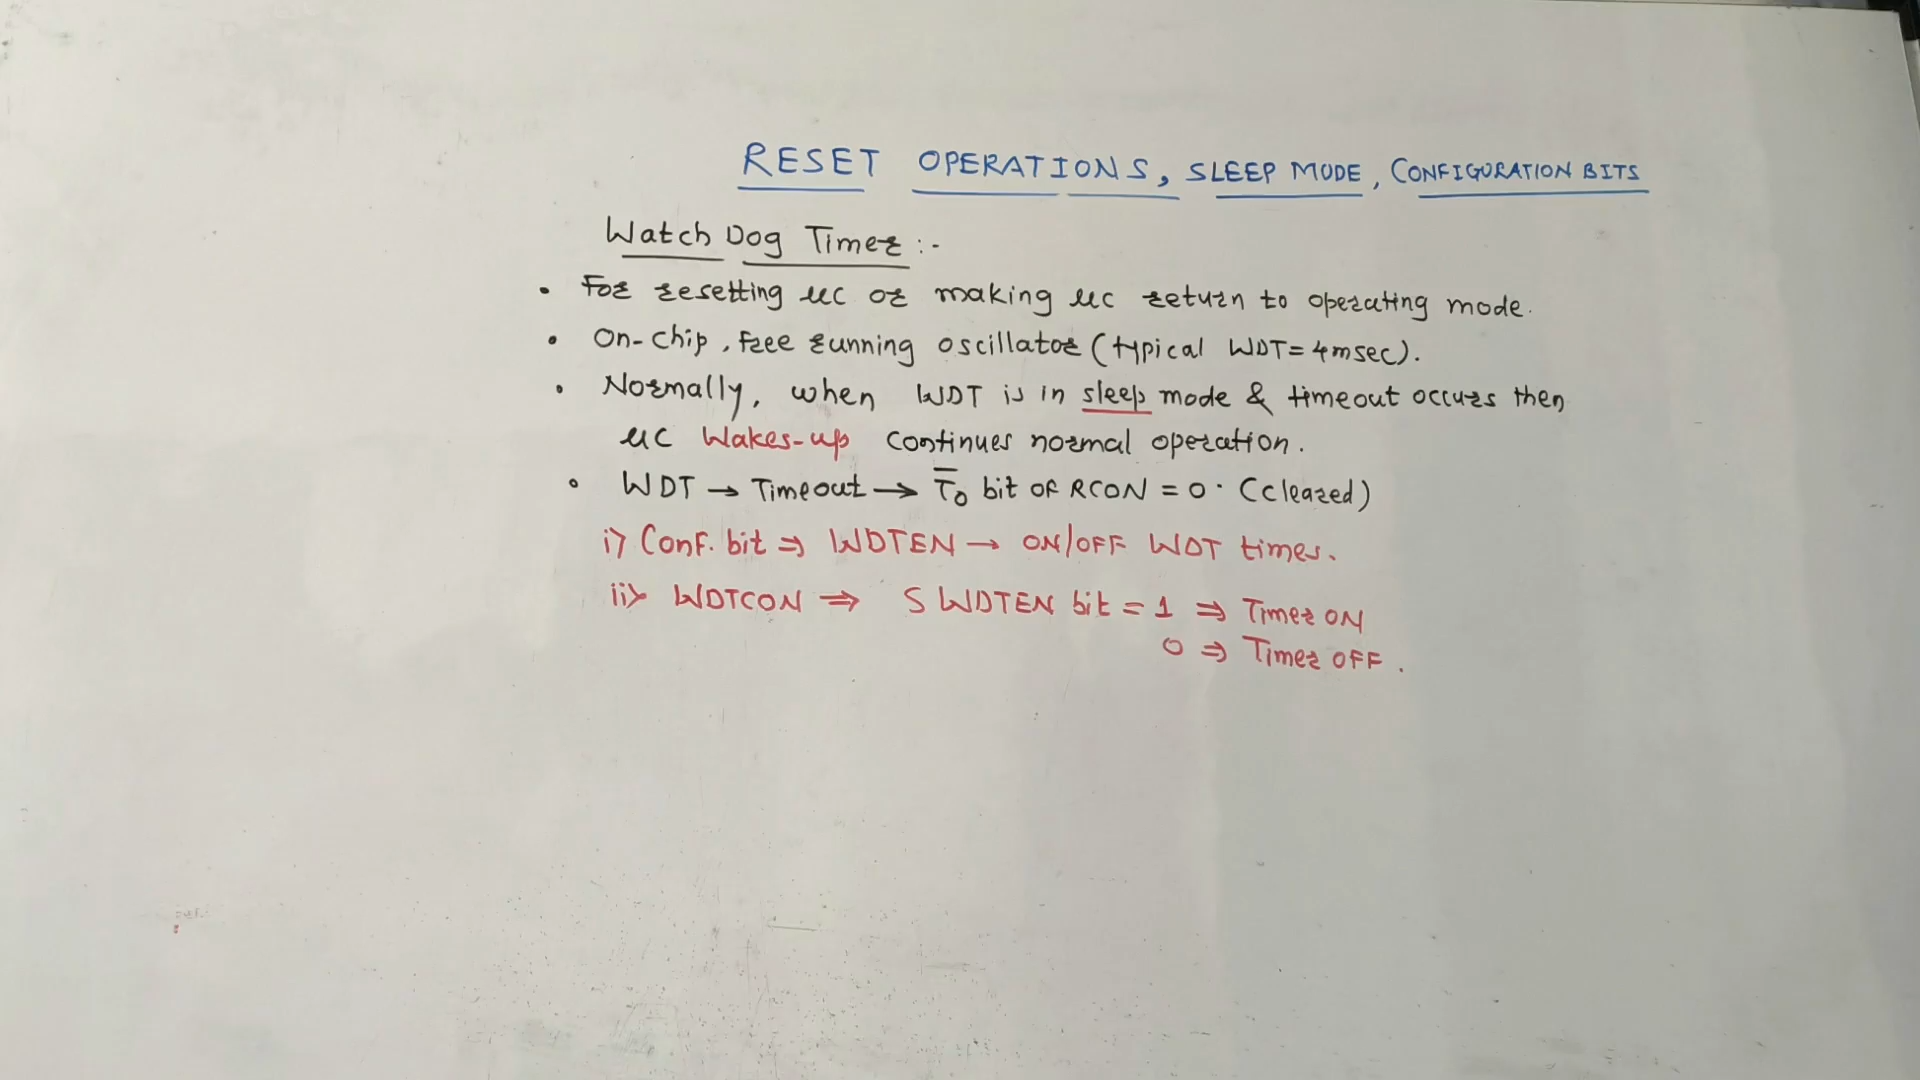 RESET OPERATIONS, SLEEP MODE, CONFIGURATION BITS
Watch Dog Timer :-
• For resetting uc or making uc return to operating mode.
• On-chip, free running oscillator (typical WDT= 4msec).
• Normally, when WDT is in sleep mode & timeout occurs then
uc Wakes-up continues normal operation.
• WDT → Timeout → T̅o bit of RCON = 0. (cleared)
i) Conf. bit ⇒ WDTEN → ON/OFF WDT times.
ii) WDTCON ⇒ SWDTEN bit = 1 ⇒ Timer ON
0 ⇒ Timer OFF.